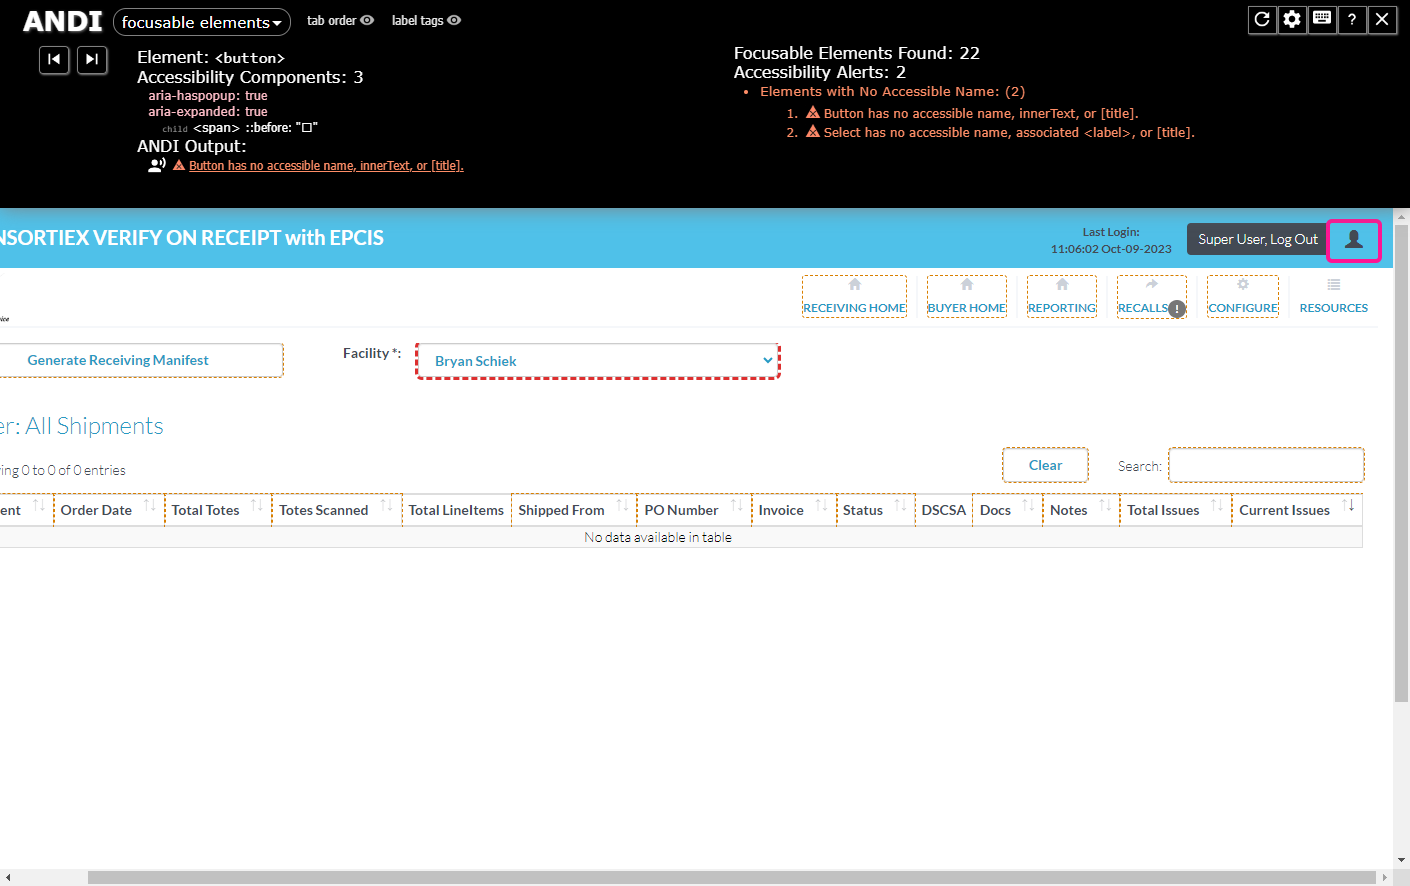 ANDI focusable elements tab order label tags ?
Element: <button>
Accessibility Components: 3
aria-haspopup: true
aria-expanded: true
child <span> ::before: "□"
ANDI Output:
Button has no accessible name, innerText, or [title].
Focusable Elements Found: 22
Accessibility Alerts: 2
• Elements with No Accessible Name: (2)
1. Button has no accessible name, innerText, or [title].
2. Select has no accessible name, associated <label>, or [title].
NSORTIEX VERIFY ON RECEIPT with EPCIS
Last Login:
11:06:02 Oct-09-2023
Super User, Log Out
RECEIVING HOME BUYER HOME REPORTING RECALLS ! CONFIGURE RESOURCES
Generate Receiving Manifest
Facility *: Bryan Schiek
er: All Shipments
ing 0 to 0 of 0 entries
Clear Search:
ent Order Date Total Totes Totes Scanned Total LineItems Shipped From PO Number Invoice Status DSCSA Docs Notes Total Issues Current Issues
No data available in table